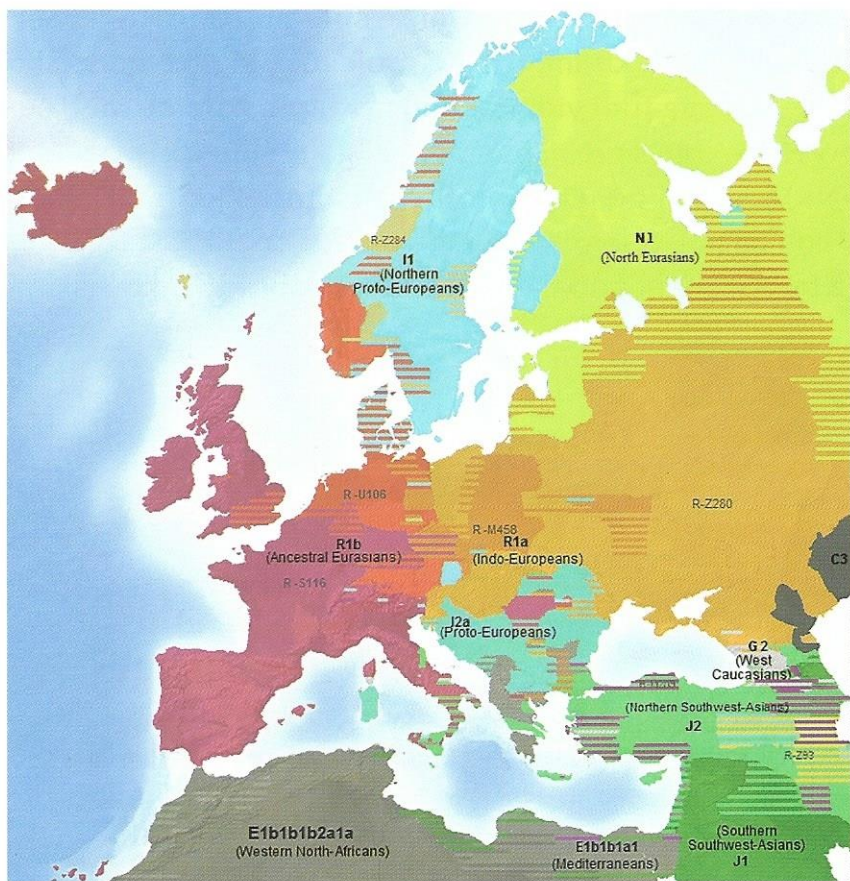 R-Z284
I1
(Northern
Proto-Europeans)
N1
(North Eurasians)
R-U106
R-Z280
R-M458
R1b
(Ancestral Eurasians)
R1a
(Indo-Europeans)
C3
R-S116
I2a
(Proto-Europeans)
G2
(West
Caucasians)
(Northern Southwest-Asians)
J2
R-Z93
E1b1b1b2a1a
(Western North-Africans)
E1b1b1a1
(Mediterraneans)
(Southern
Southwest-Asians)
J1